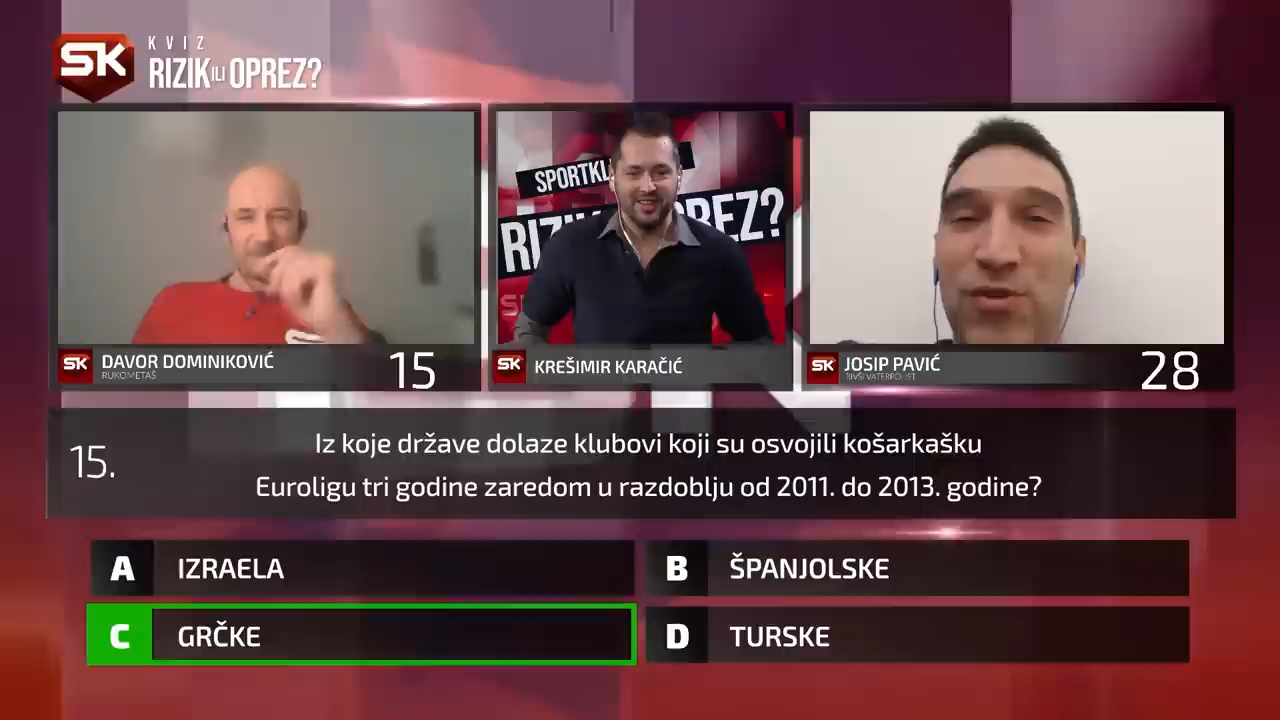 SK
KVIZ
RIZIK ILI OPREZ?
SPORTKL
RIZI OPREZ?
SK
DAVOR DOMINIKOVIĆ
RUKOMETAŠ
15
SK
KREŠIMIR KARAČIĆ
SK
JOSIP PAVIĆ
BIVŠI VATERPOLIST
28
15.
Iz koje države dolaze klubovi koji su osvojili košarkašku
Euroligu tri godine zaredom u razdoblju od 2011. do 2013. godine?
A IZRAELA
B ŠPANJOLSKE
C GRČKE
D TURSKE